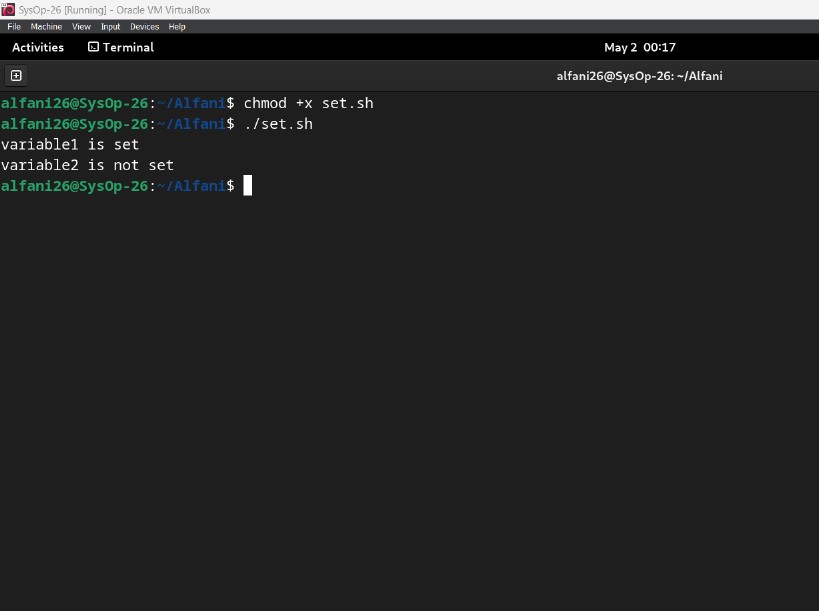 SysOp-26 [Running] - Oracle VM VirtualBox
File Machine View Input Devices Help
Activities Terminal May 2 00:17
alfani26@SysOp-26: ~/Alfani
alfani26@SysOp-26:~/Alfani$ chmod +x set.sh
alfani26@SysOp-26:~/Alfani$ ./set.sh
variable1 is set
variable2 is not set
alfani26@SysOp-26:~/Alfani$